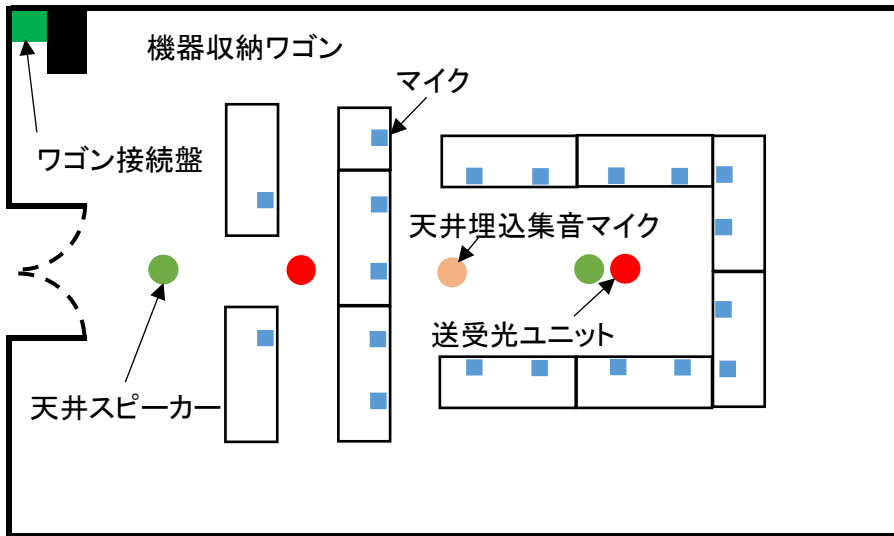 機器収納ワゴン
マイク
ワゴン接続盤
天井埋込集音マイク
送受光ユニット
天井スピーカー